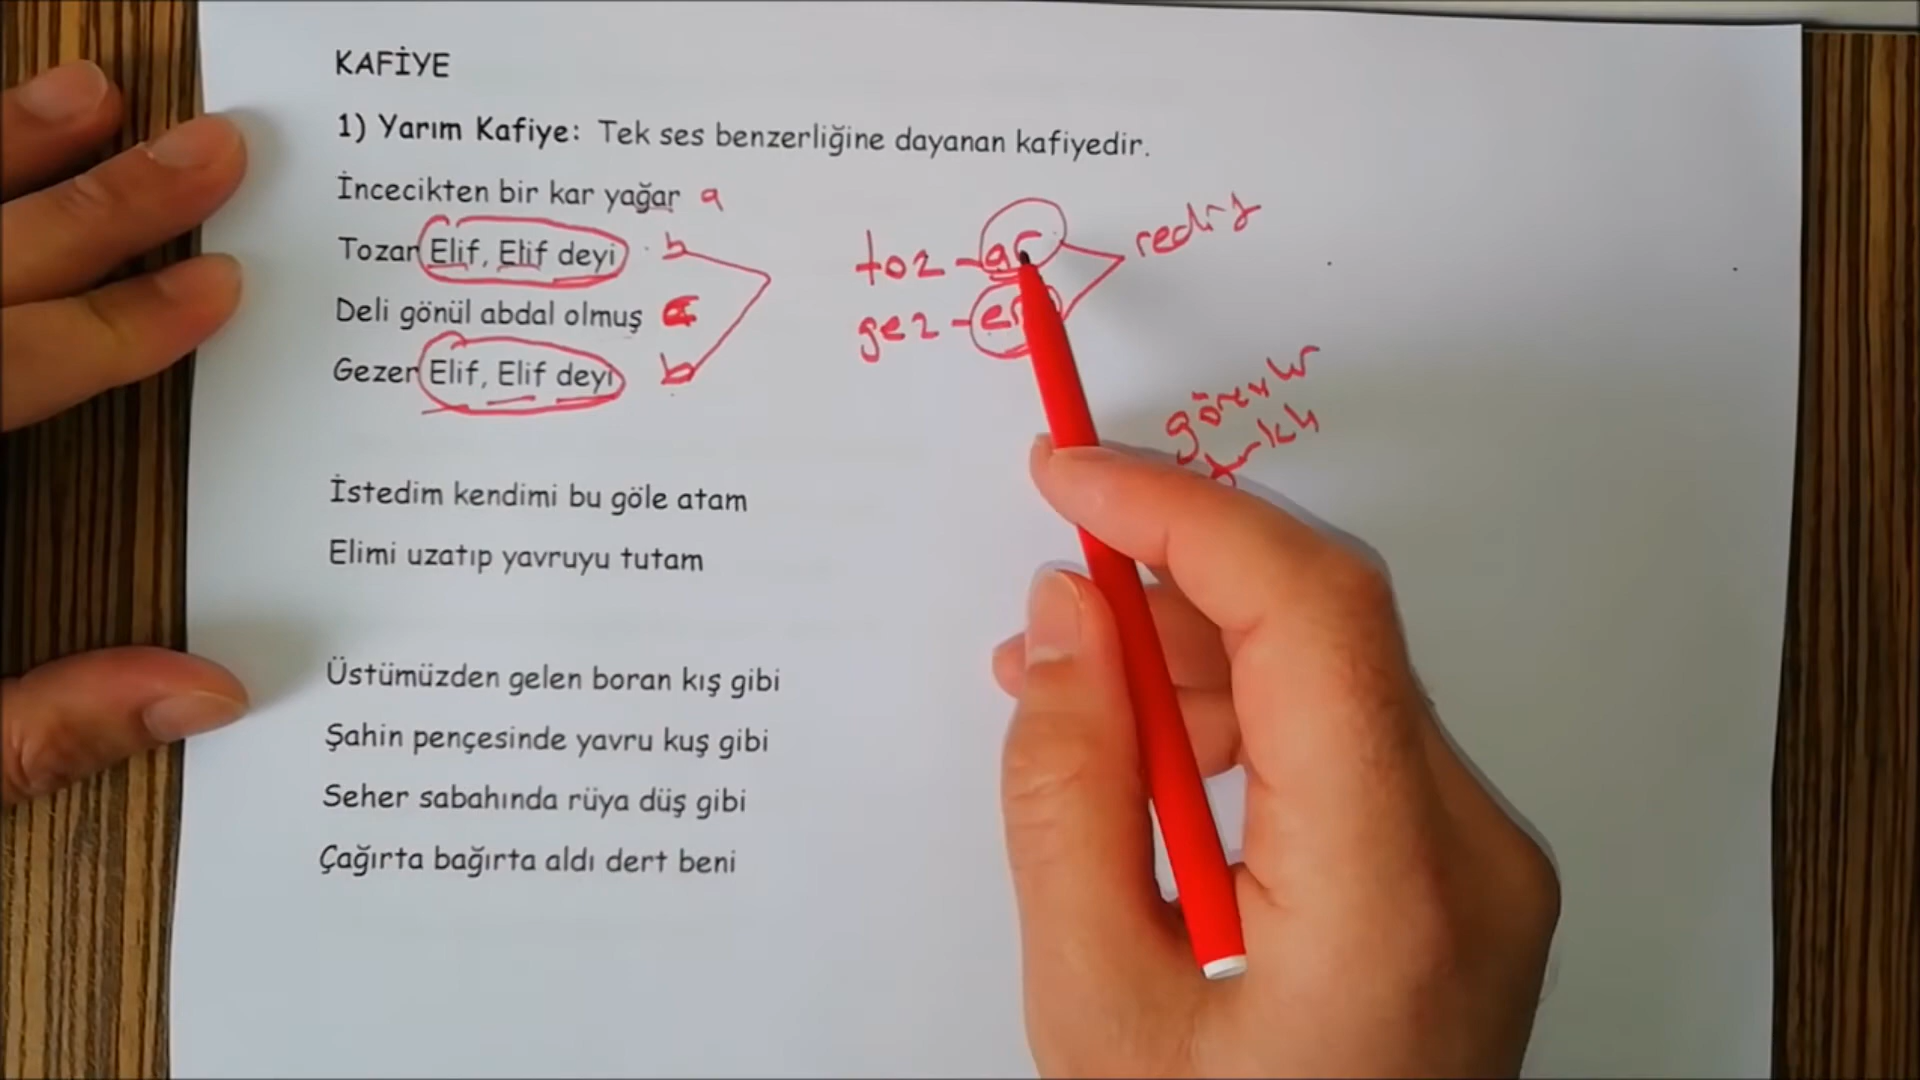 KAFİYE
1) Yarım Kafiye: Tek ses benzerliğine dayanan kafiyedir.
İncecikten bir kar yağar a
Tozar Elif, Elif deyi b
Deli gönül abdal olmuş
Gezer Elif, Elif deyi b
toz - ar
gez - er
redif
İstedim kendimi bu göle atam
Elimi uzatıp yavruyu tutam
Üstümüzden gelen boran kış gibi
Şahin pençesinde yavru kuş gibi
Seher sabahında rüya düş gibi
Çağırta bağırta aldı dert beni